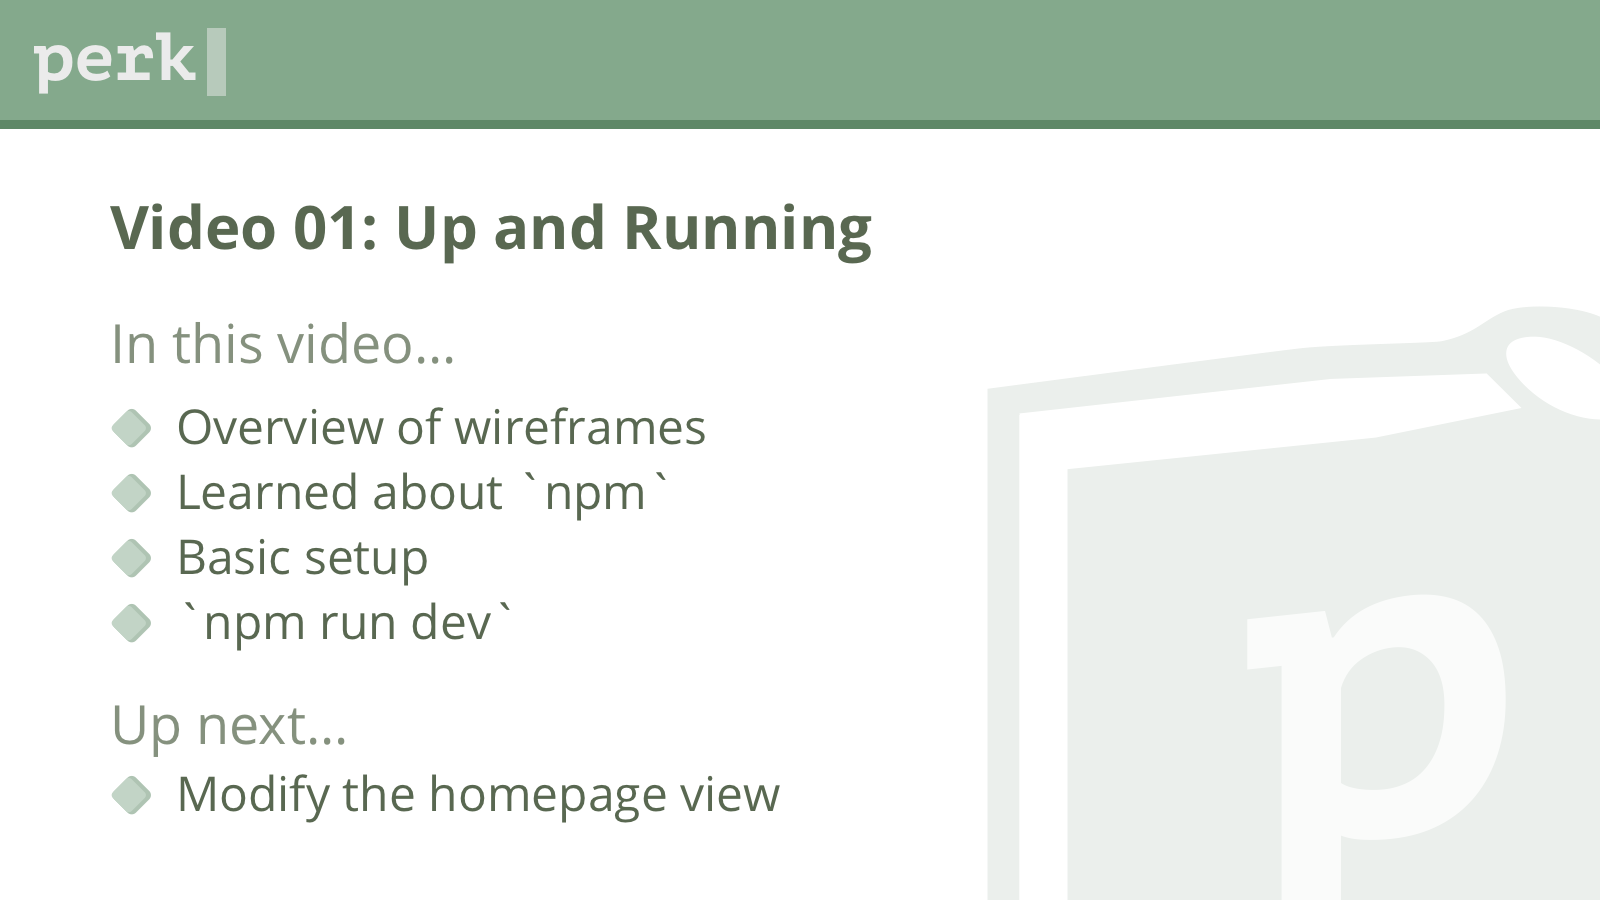 perk
Video 01: Up and Running
In this video...
Overview of wireframes
Learned about `npm`
Basic setup
`npm run dev`
Up next...
Modify the homepage view
p